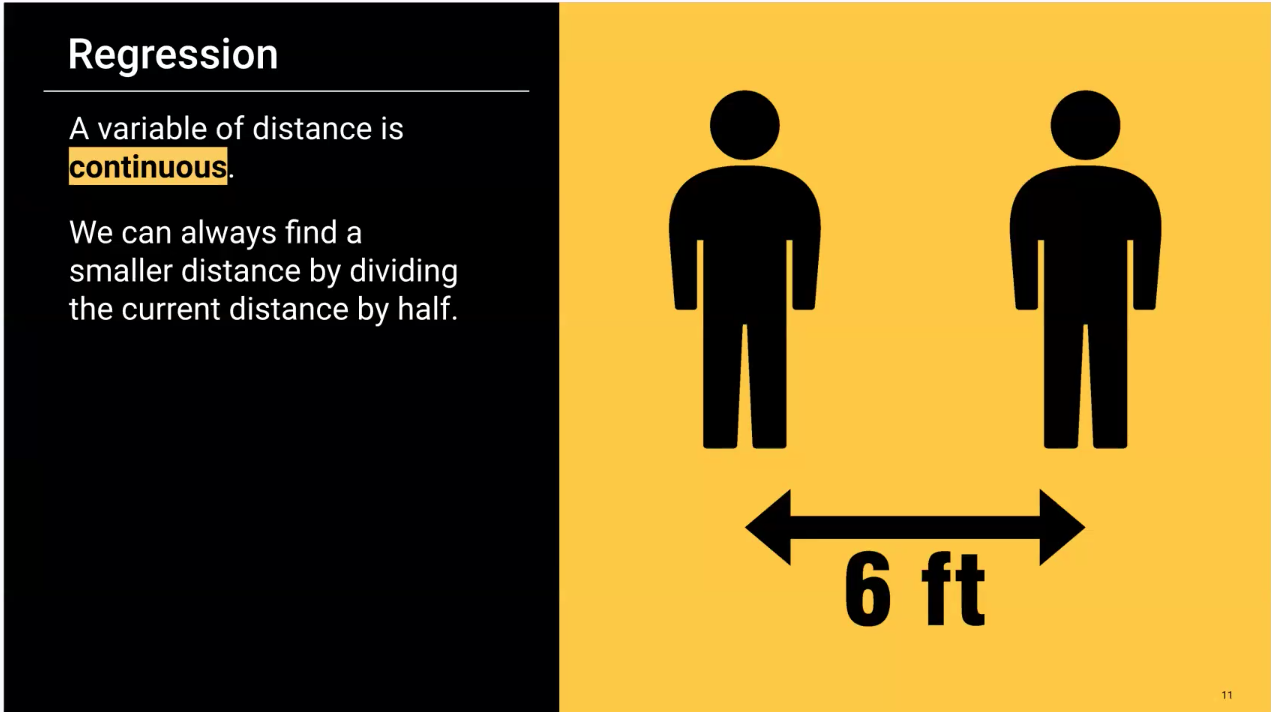 Regression
A variable of distance is
continuous.
We can always find a
smaller distance by dividing
the current distance by half.
6 ft
11